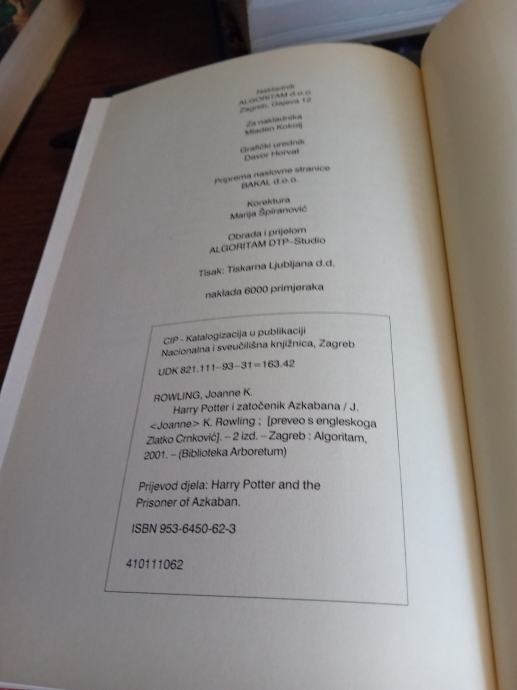 Nakladnik
ALGORITAM d.o.o.
Zagreb, Gajeva 12
Za nakladnika
Mladen Kokolj
Grafički urednik
Davor Horvat
Priprema naslovne stranice
BAKAL d.o.o.
Korektura
Marija Špiranović
Obrada i prijelom
ALGORITAM DTP–Studio
Tisak: Tiskarna Ljubljana d.d.
naklada 6000 primjeraka
CIP - Katalogizacija u publikaciji
Nacionalna i sveučilišna knjižnica, Zagreb
UDK 821.111–93–31=163.42
ROWLING, Joanne K.
Harry Potter i zatočenik Azkabana / J.
<Joanne> K. Rowling ; [preveo s engleskoga
Zlatko Crnković]. – 2 izd. – Zagreb : Algoritam,
2001. – (Biblioteka Arboretum)
Prijevod djela: Harry Potter and the
Prisoner of Azkaban.
ISBN 953-6450-62-3
410111062